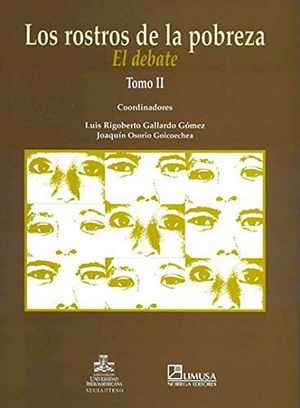 Los rostros de la pobreza
El debate
Tomo II
Coordinadores
Luis Rigoberto Gallardo Gómez
Joaquín Osorio Goicoechea
UNIVERSIDAD
IBEROAMERICANA
LIMUSA
NORIEGA EDITORES